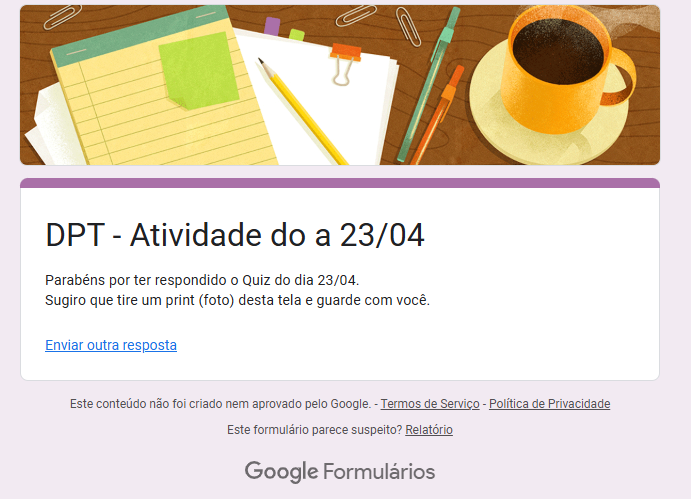 DPT - Atividade do a 23/04
Parabéns por ter respondido o Quiz do dia 23/04.
Sugiro que tire um print (foto) desta tela e guarde com você.
Enviar outra resposta
Este conteúdo não foi criado nem aprovado pelo Google. - Termos de Serviço - Política de Privacidade
Este formulário parece suspeito? Relatório
Google Formulários